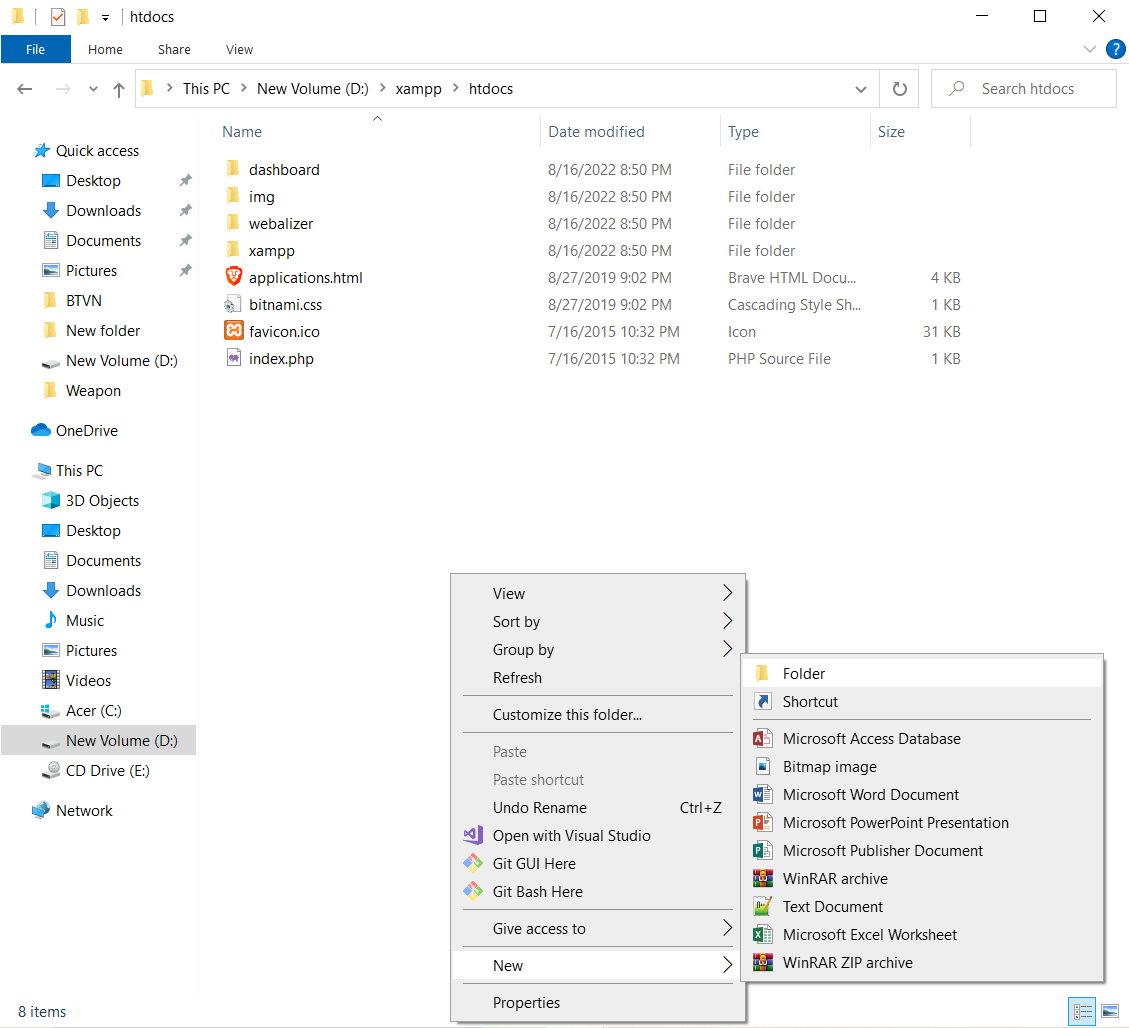 htdocs
File Home Share View
This PC New Volume (D:) xampp htdocs Search htdocs
Name Date modified Type Size
Quick access
Desktop
Downloads
Documents
Pictures
BTVN
New folder
New Volume (D:)
Weapon
OneDrive
This PC
3D Objects
Desktop
Documents
Downloads
Music
Pictures
Videos
Acer (C:)
New Volume (D:)
CD Drive (E:)
Network
dashboard 8/16/2022 8:50 PM File folder
img 8/16/2022 8:50 PM File folder
webalizer 8/16/2022 8:50 PM File folder
xampp 8/16/2022 8:50 PM File folder
applications.html 8/27/2019 9:02 PM Brave HTML Docu... 4 KB
bitnami.css 8/27/2019 9:02 PM Cascading Style Sh... 1 KB
favicon.ico 7/16/2015 10:32 PM Icon 31 KB
index.php 7/16/2015 10:32 PM PHP Source File 1 KB
View
Sort by
Group by
Refresh
Customize this folder...
Paste
Paste shortcut
Undo Rename Ctrl+Z
Open with Visual Studio
Git GUI Here
Git Bash Here
Give access to
New
Properties
Folder
Shortcut
Microsoft Access Database
Bitmap image
Microsoft Word Document
Microsoft PowerPoint Presentation
Microsoft Publisher Document
WinRAR archive
Text Document
Microsoft Excel Worksheet
WinRAR ZIP archive
8 items